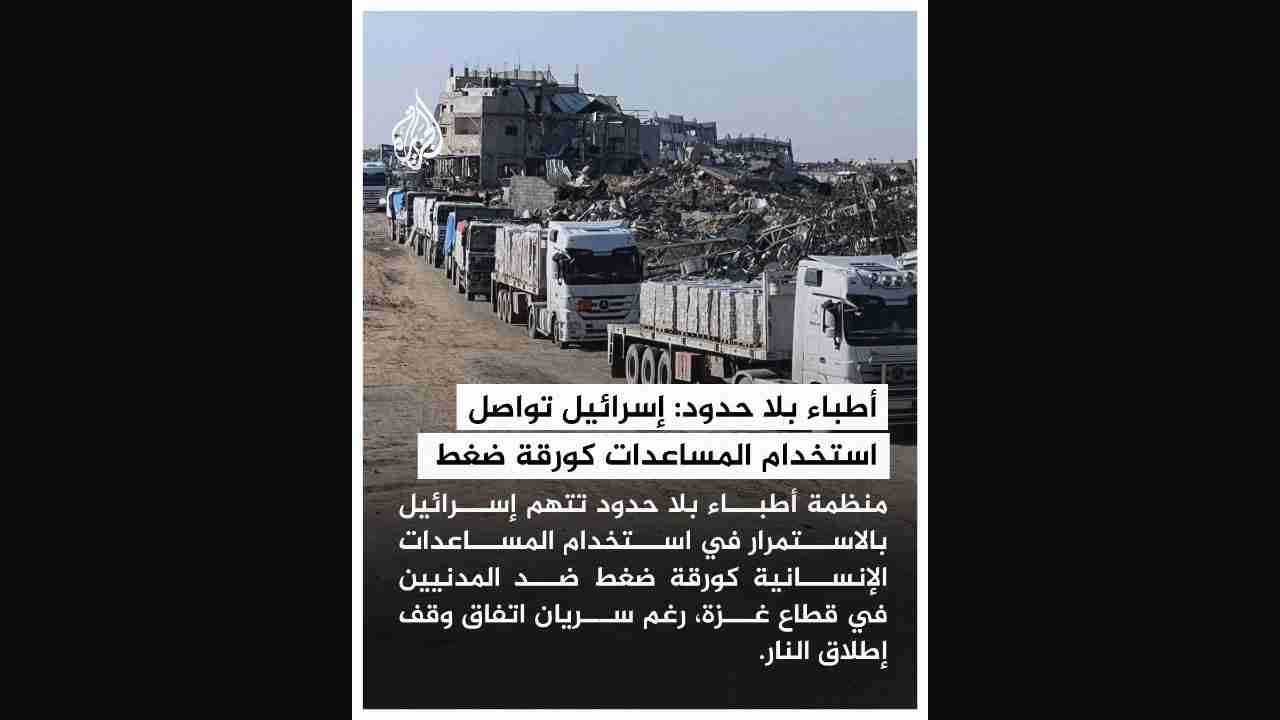 الجزيرة
أطباء بلا حدود: إسرائيل تواصل
استخدام المساعدات كورقة ضغط
منظمة أطباء بلا حدود تتهم إسرائيل
بالاستمرار في استخدام المساعدات
الإنسانية كورقة ضغط ضد المدنيين
في قطاع غزة، رغم سريان اتفاق وقف
إطلاق النار.